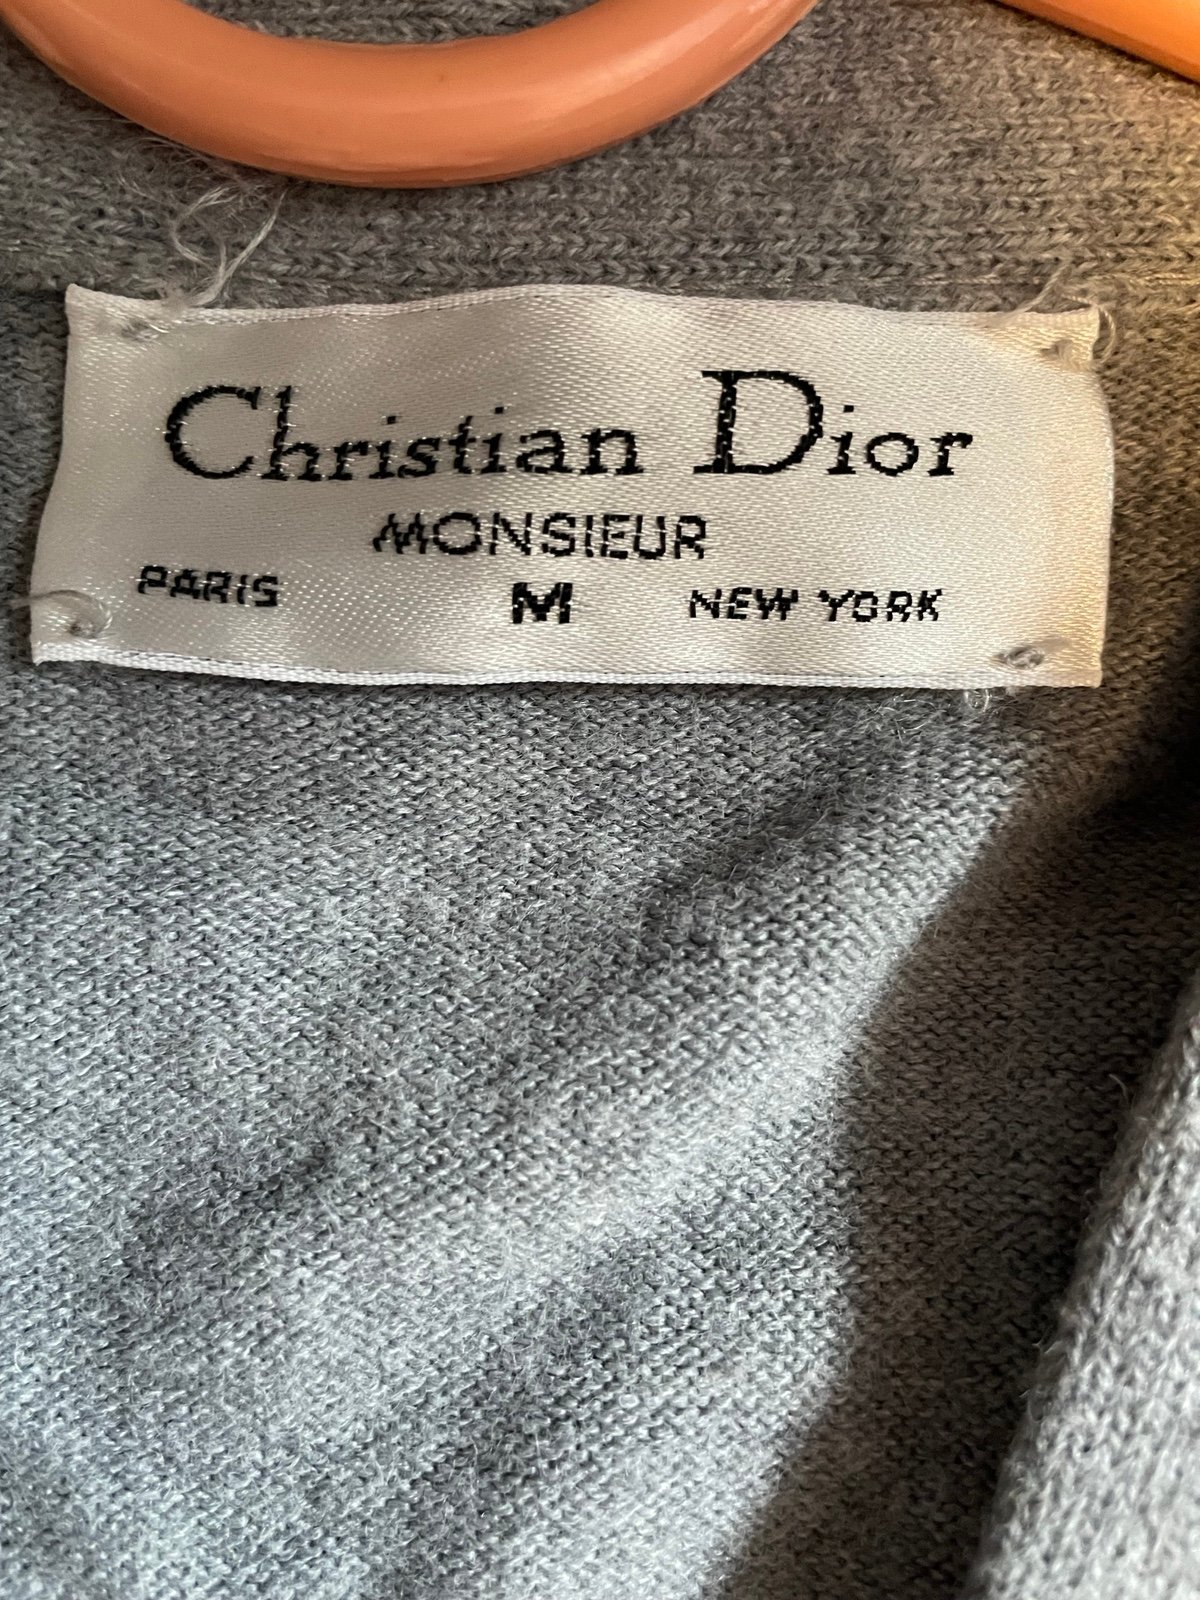 Christian Dior
MONSIEUR
PARIS M NEW YORK